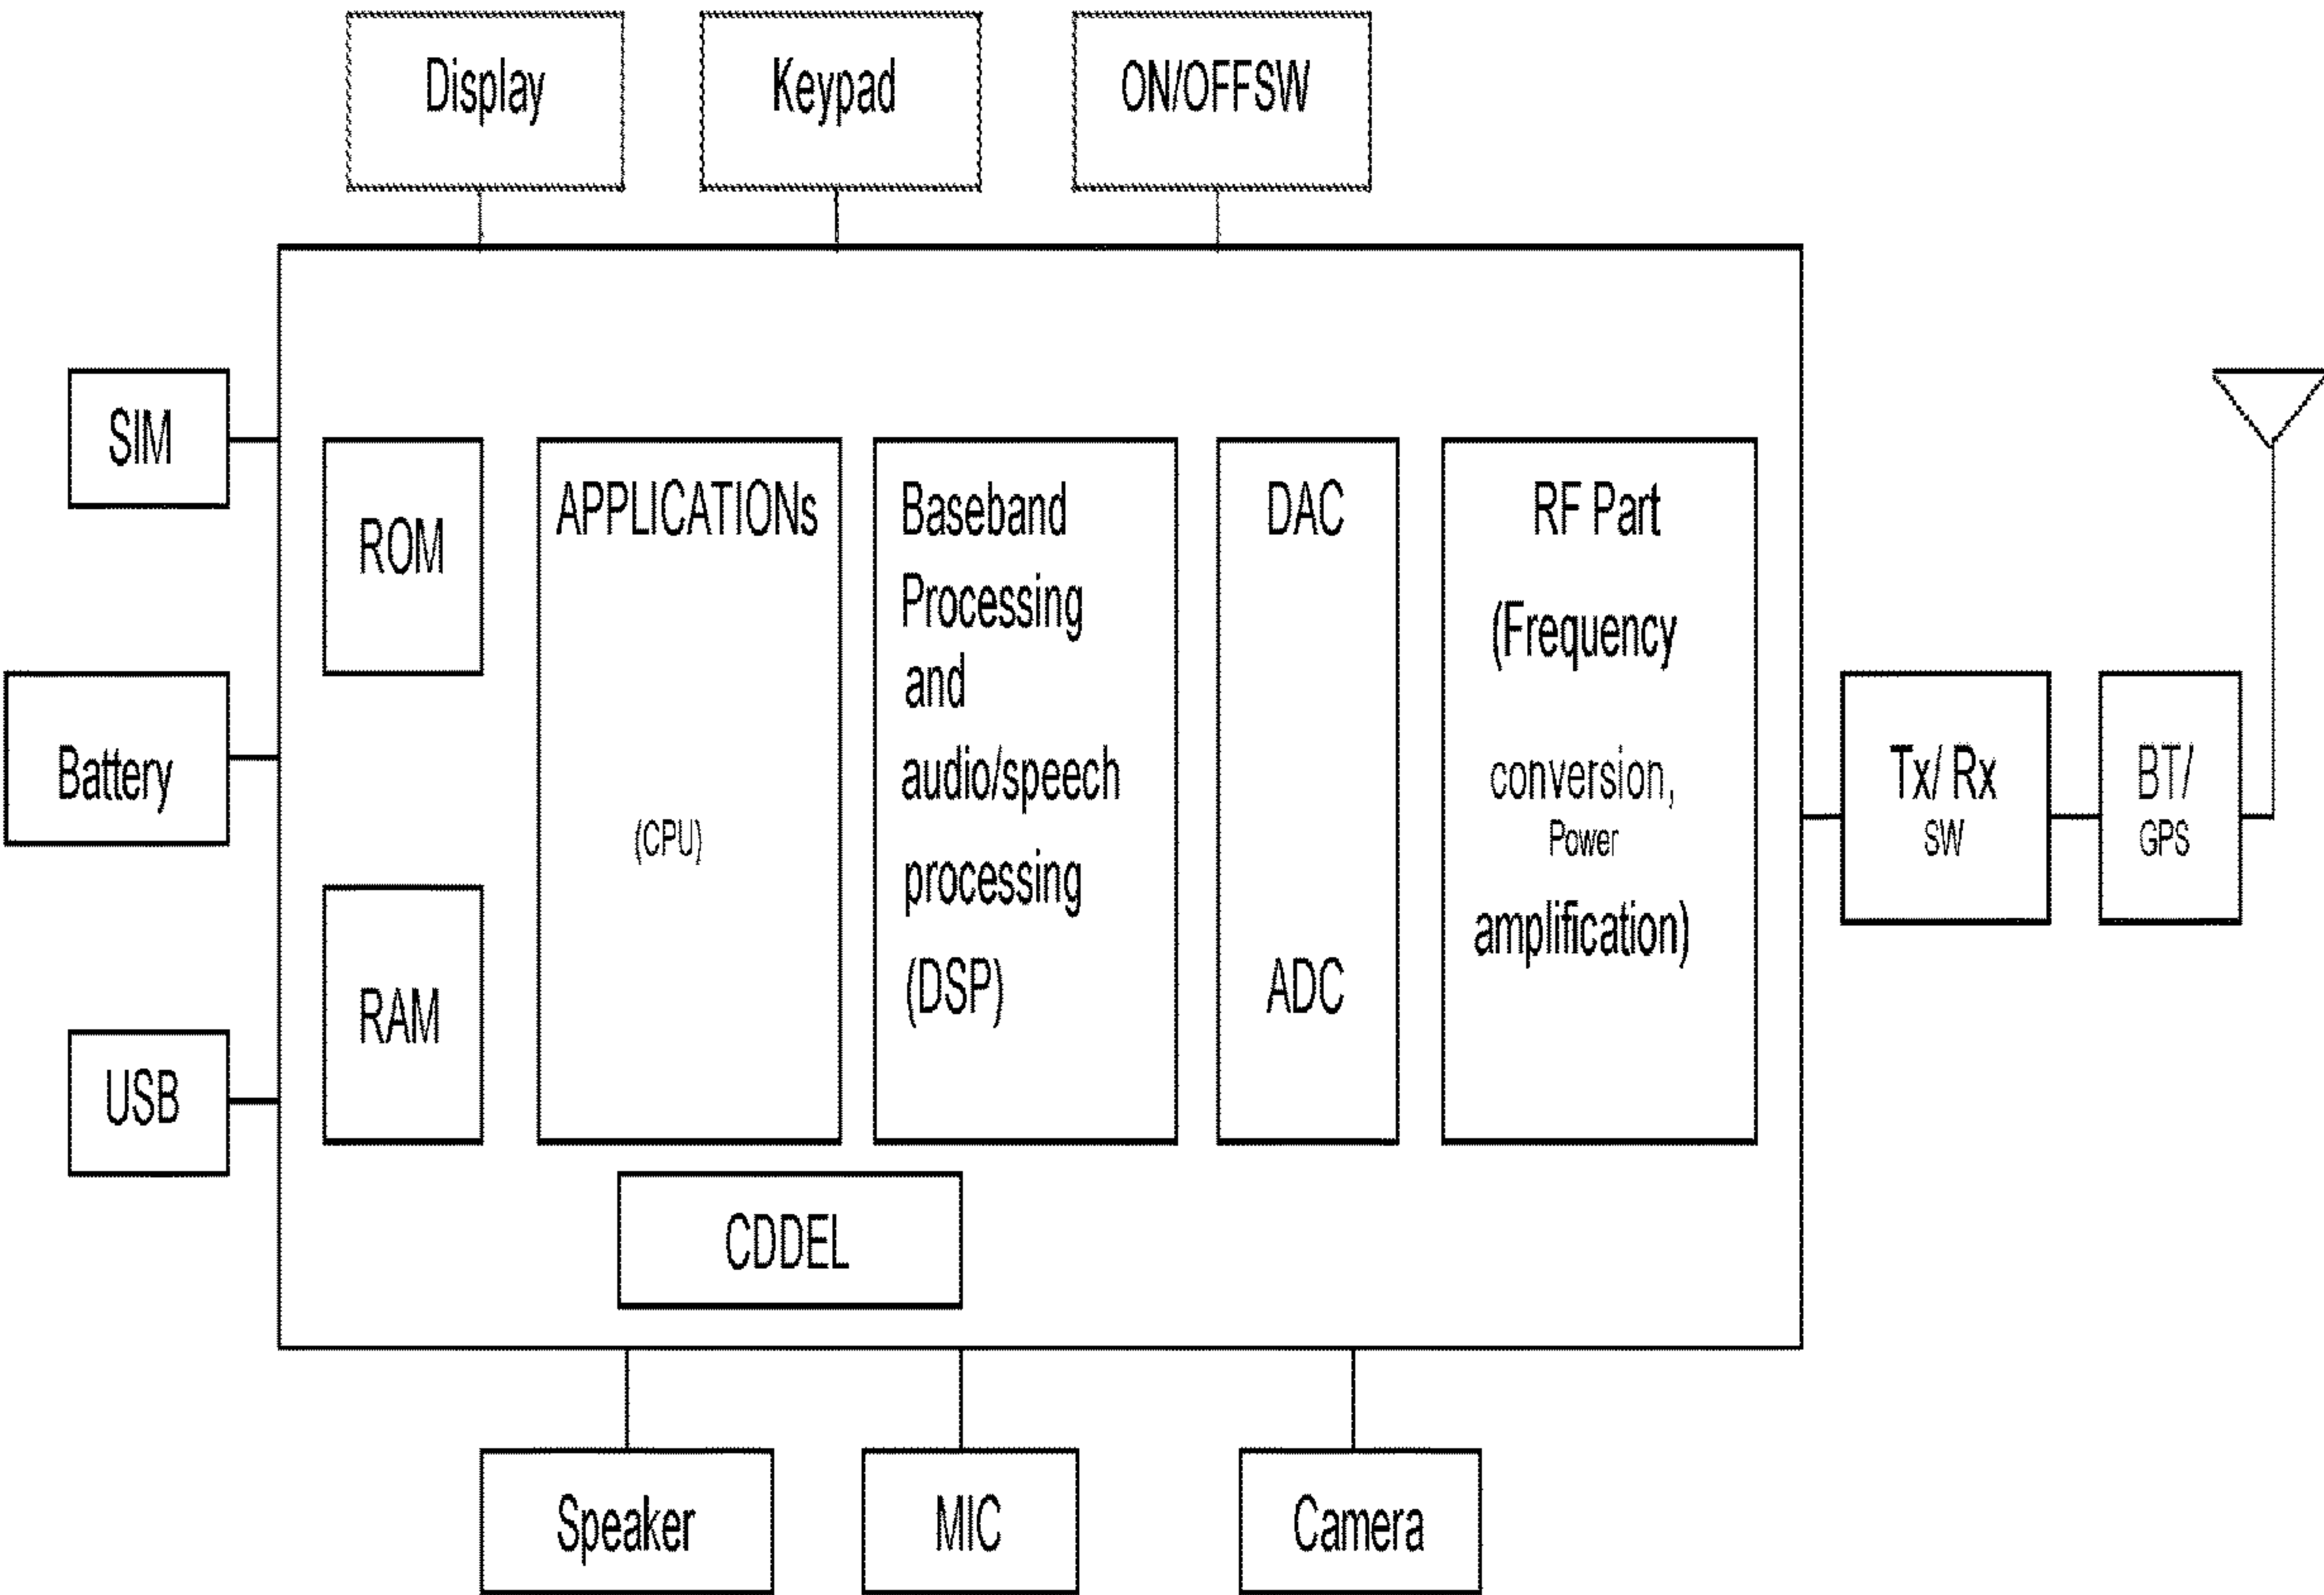 Display
Keypad
ON/OFFSW
SIM
Battery
USB
ROM
RAM
APPLICATIONs
(CPU)
Baseband
Processing
and
audio/speech
processing
(DSP)
DAC
ADC
RF Part
(Frequency
conversion,
Power
amplification)
Tx/ Rx
SW
BT/
GPS
CDDEL
Speaker
MIC
Camera